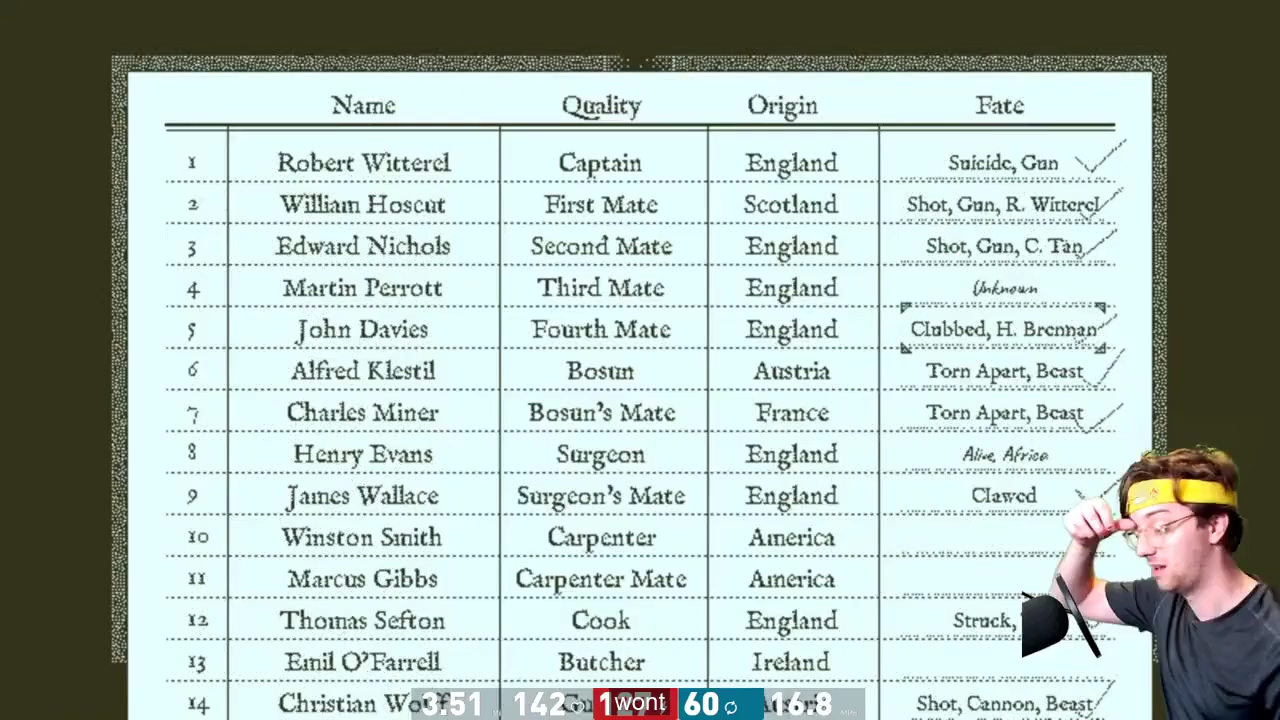 Name Quality Origin Fate
1 Robert Witterel Captain England Suicide, Gun
2 William Hoscut First Mate Scotland Shot, Gun, R. Witterel
3 Edward Nichols Second Mate England Shot, Gun, C. Tan
4 Martin Perrott Third Mate England Unknown
5 John Davies Fourth Mate England Clubbed, H. Brennan
6 Alfred Klestil Bosun Austria Torn Apart, Beast
7 Charles Miner Bosun's Mate France Torn Apart, Beast
8 Henry Evans Surgeon England Alive, Africa
9 James Wallace Surgeon's Mate England Clawed
10 Winston Smith Carpenter America
11 Marcus Gibbs Carpenter Mate America
12 Thomas Sefton Cook England Struck,
13 Emil O'Farrell Butcher Ireland
14 Christian Shot, Cannon, Beast
3.51 142 wont 60 16.8